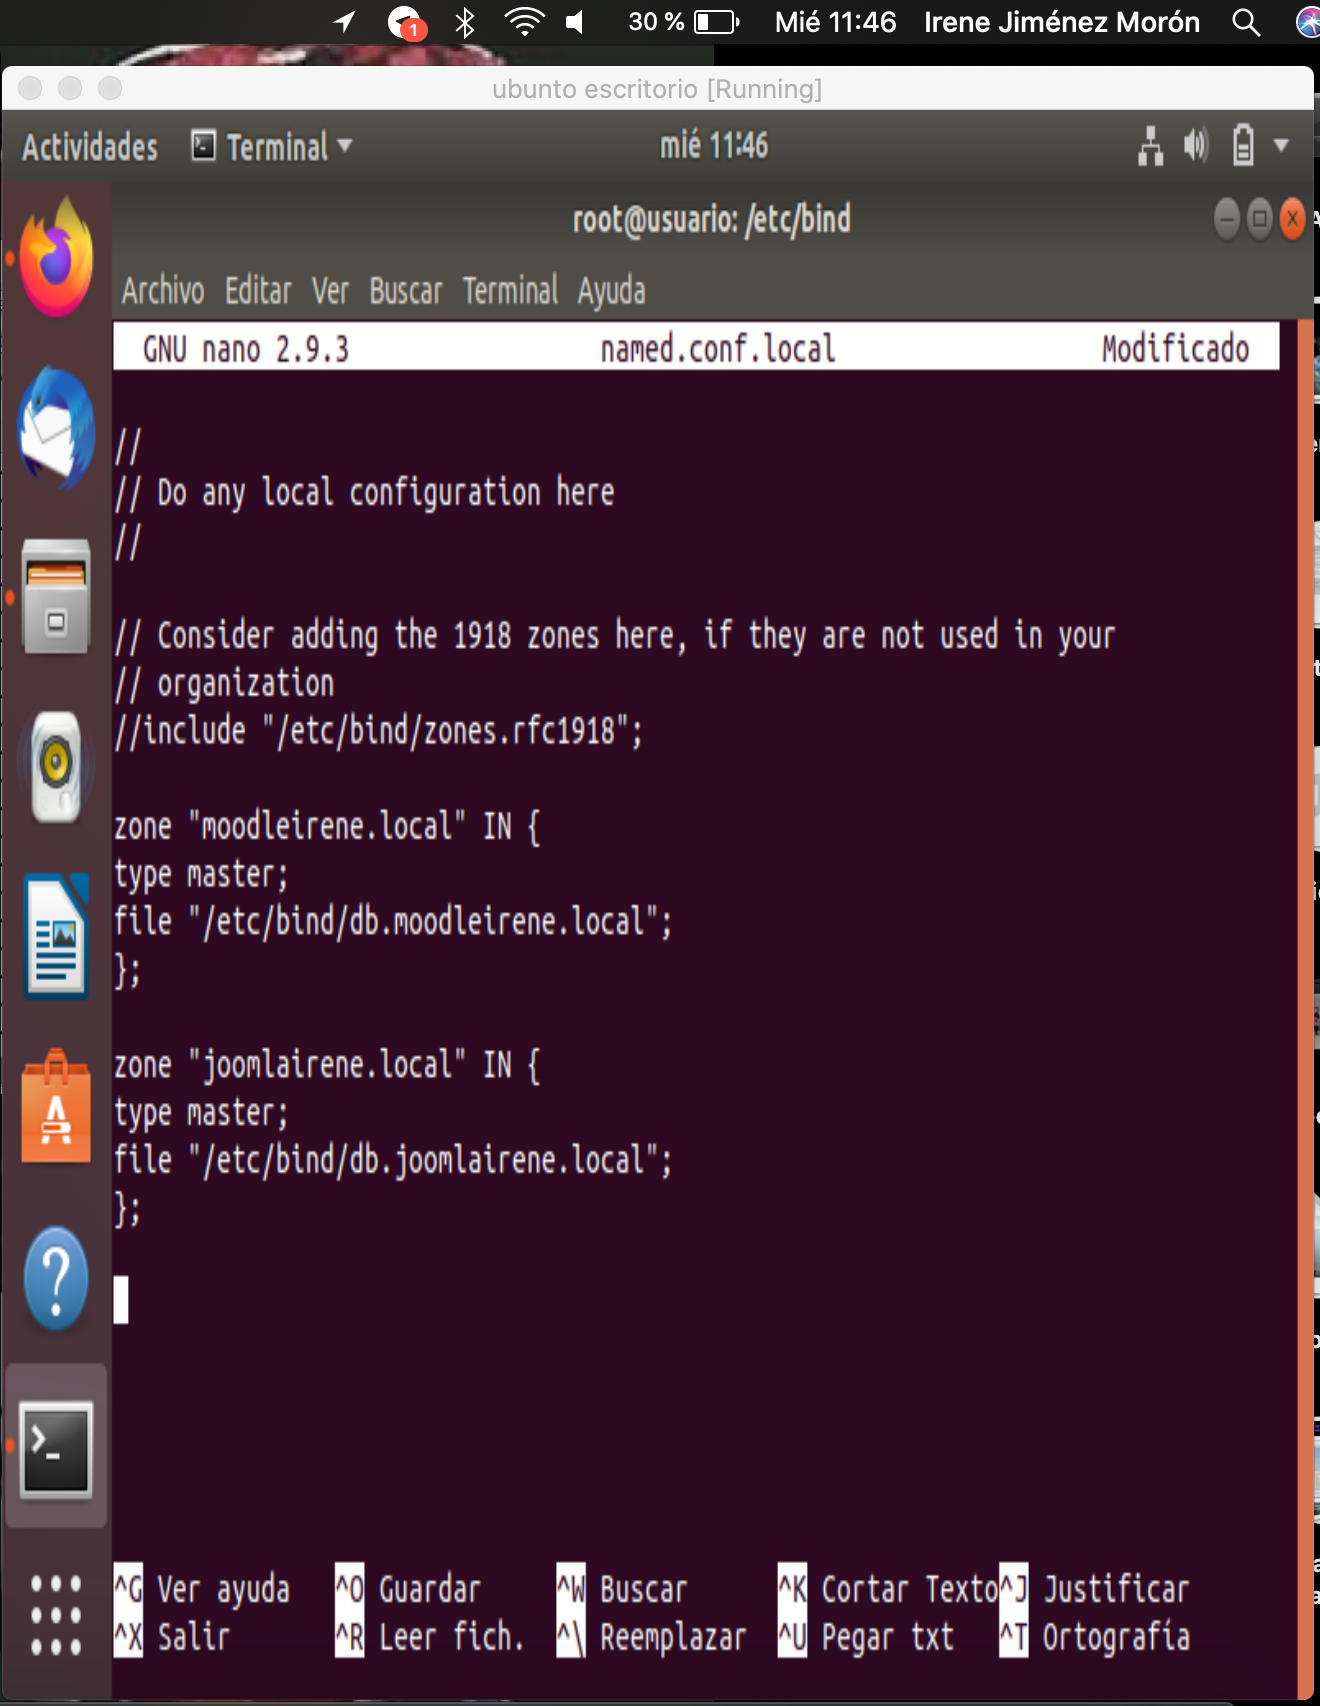 1
30 %
Mié 11:46
Irene Jiménez Morón
ubunto escritorio [Running]
Actividades
Terminal
mié 11:46
root@usuario: /etc/bind
Archivo Editar Ver Buscar Terminal Ayuda
GNU nano 2.9.3 named.conf.local Modificado
//
// Do any local configuration here
//
// Consider adding the 1918 zones here, if they are not used in your
// organization
//include "/etc/bind/zones.rfc1918";
zone "moodleirene.local" IN {
type master;
file "/etc/bind/db.moodleirene.local";
};
zone "joomlairene.local" IN {
type master;
file "/etc/bind/db.joomlairene.local";
};
^G Ver ayuda ^O Guardar ^W Buscar ^K Cortar Texto ^J Justificar
^X Salir ^R Leer fich. ^\ Reemplazar ^U Pegar txt ^T Ortografía